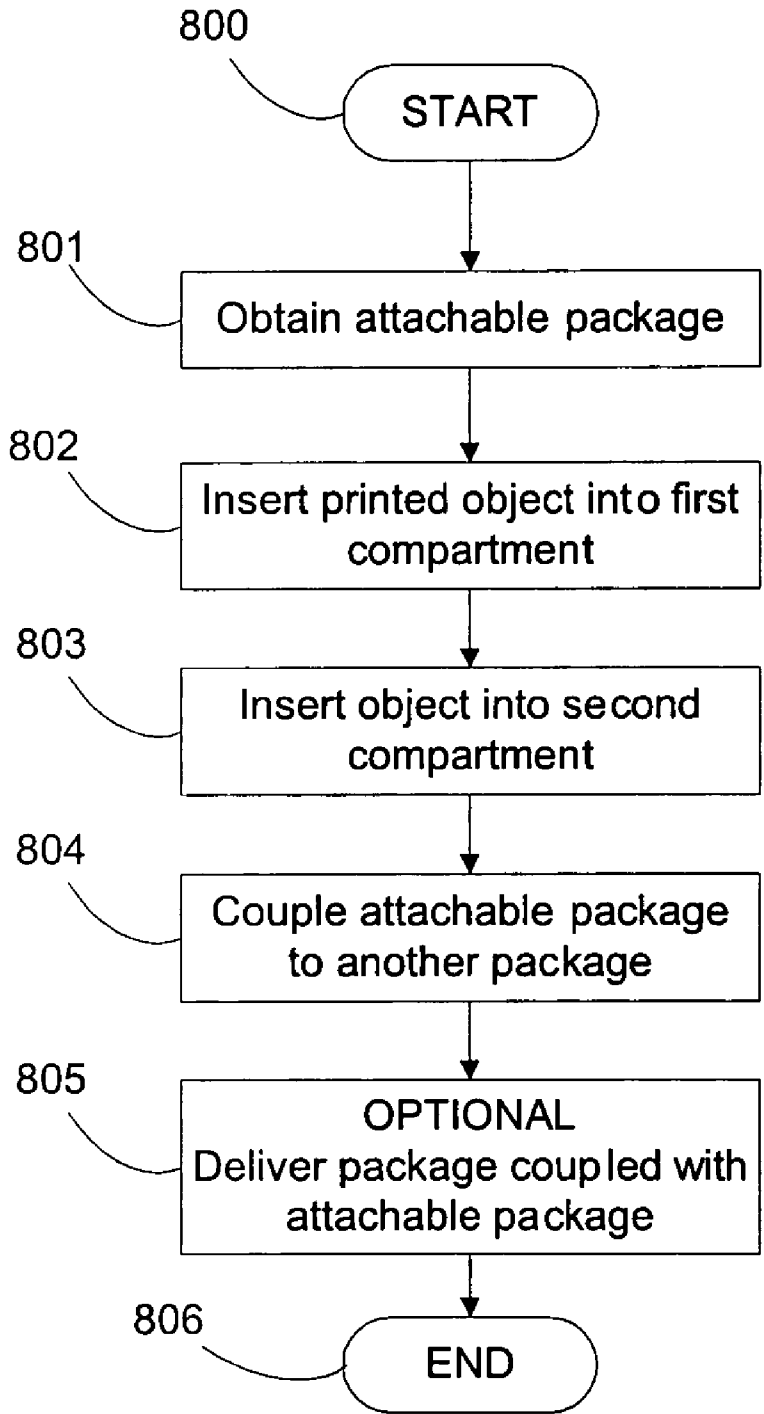 800
START
801
Obtain attachable package
802
Insert printed object into first
compartment
803
Insert object into second
compartment
804
Couple attachable package
to another package
805
OPTIONAL
Deliver package coupled with
attachable package
806
END